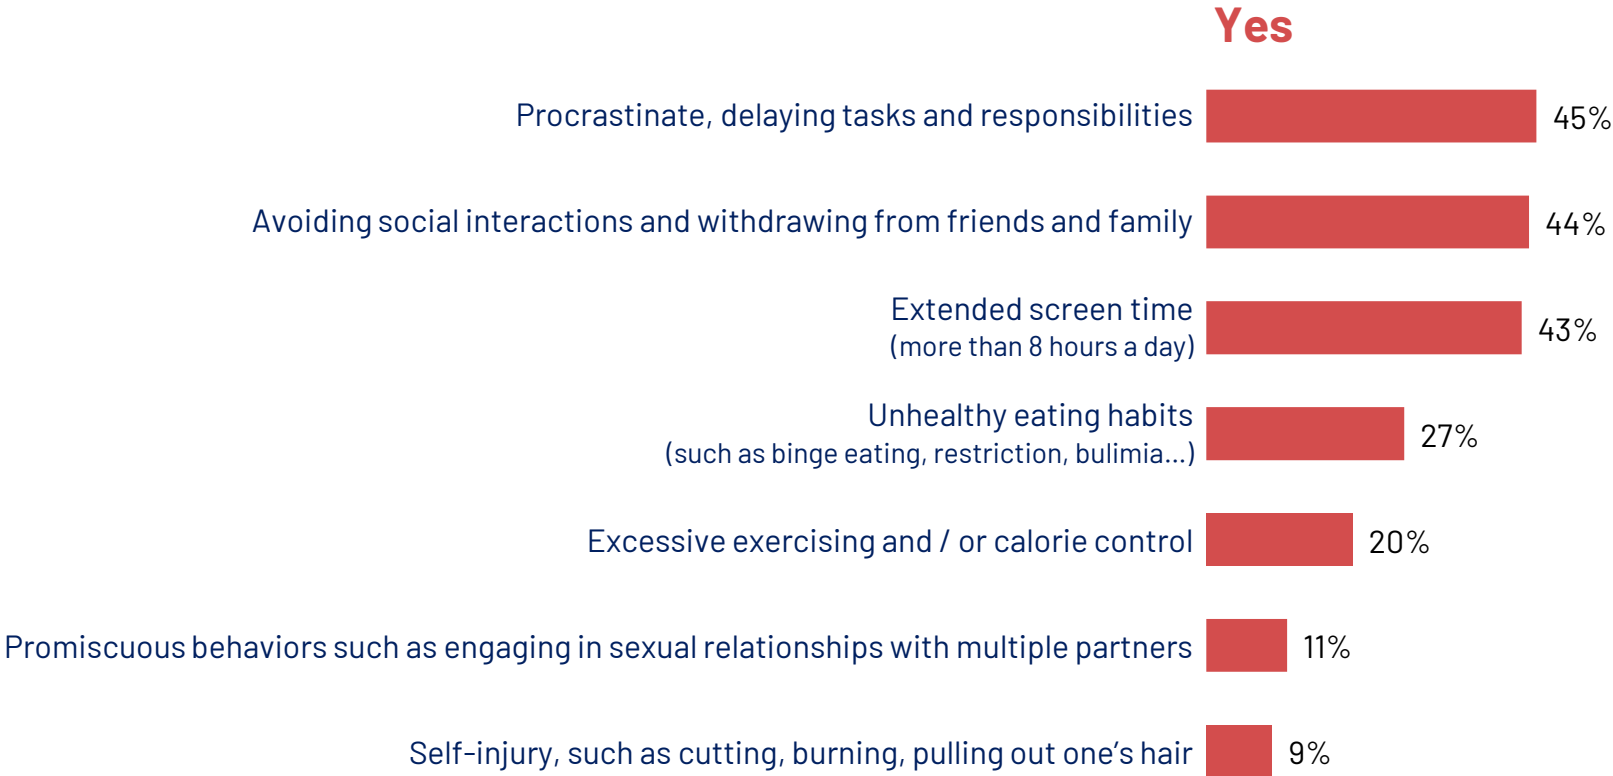 Yes
Procrastinate, delaying tasks and responsibilities 45%
Avoiding social interactions and withdrawing from friends and family 44%
Extended screen time
(more than 8 hours a day) 43%
Unhealthy eating habits
(such as binge eating, restriction, bulimia...) 27%
Excessive exercising and / or calorie control 20%
Promiscuous behaviors such as engaging in sexual relationships with multiple partners 11%
Self-injury, such as cutting, burning, pulling out one’s hair 9%